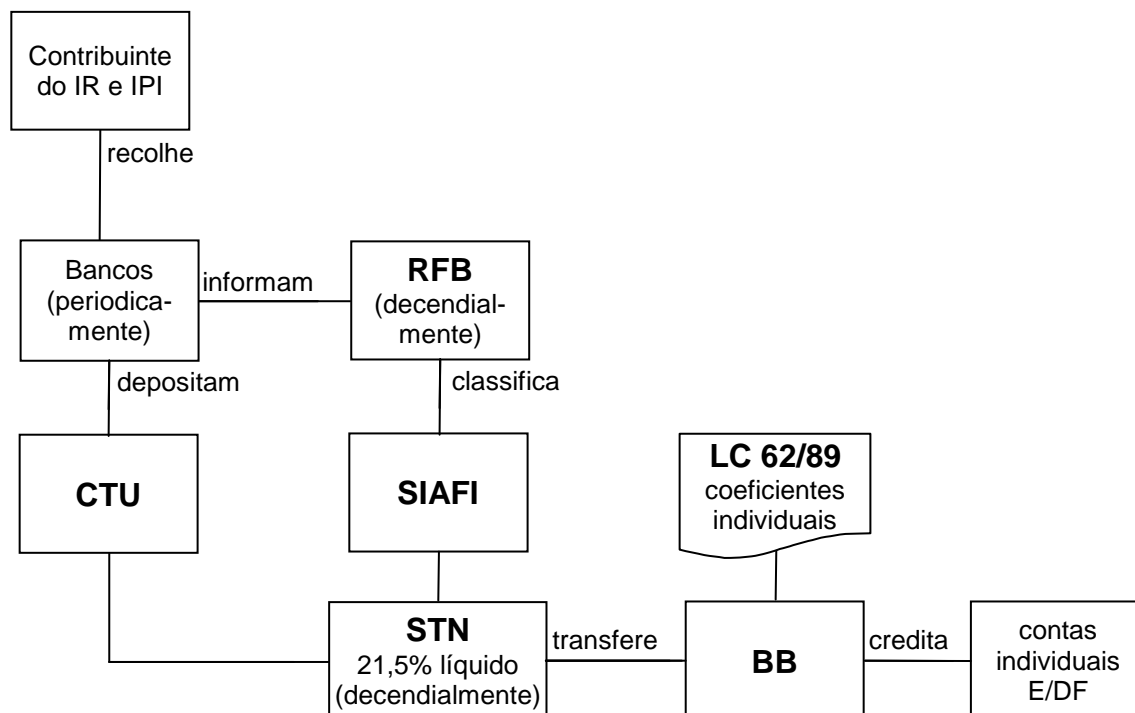 Contribuinte
do IR e IPI
recolhe
Bancos
(periodica-
mente)
informam
RFB
(decendial-
mente)
depositam
classifica
CTU
SIAFI
LC 62/89
coeficientes
individuais
STN
21,5% líquido
(decendialmente)
transfere
BB
credita
contas
individuais
E/DF